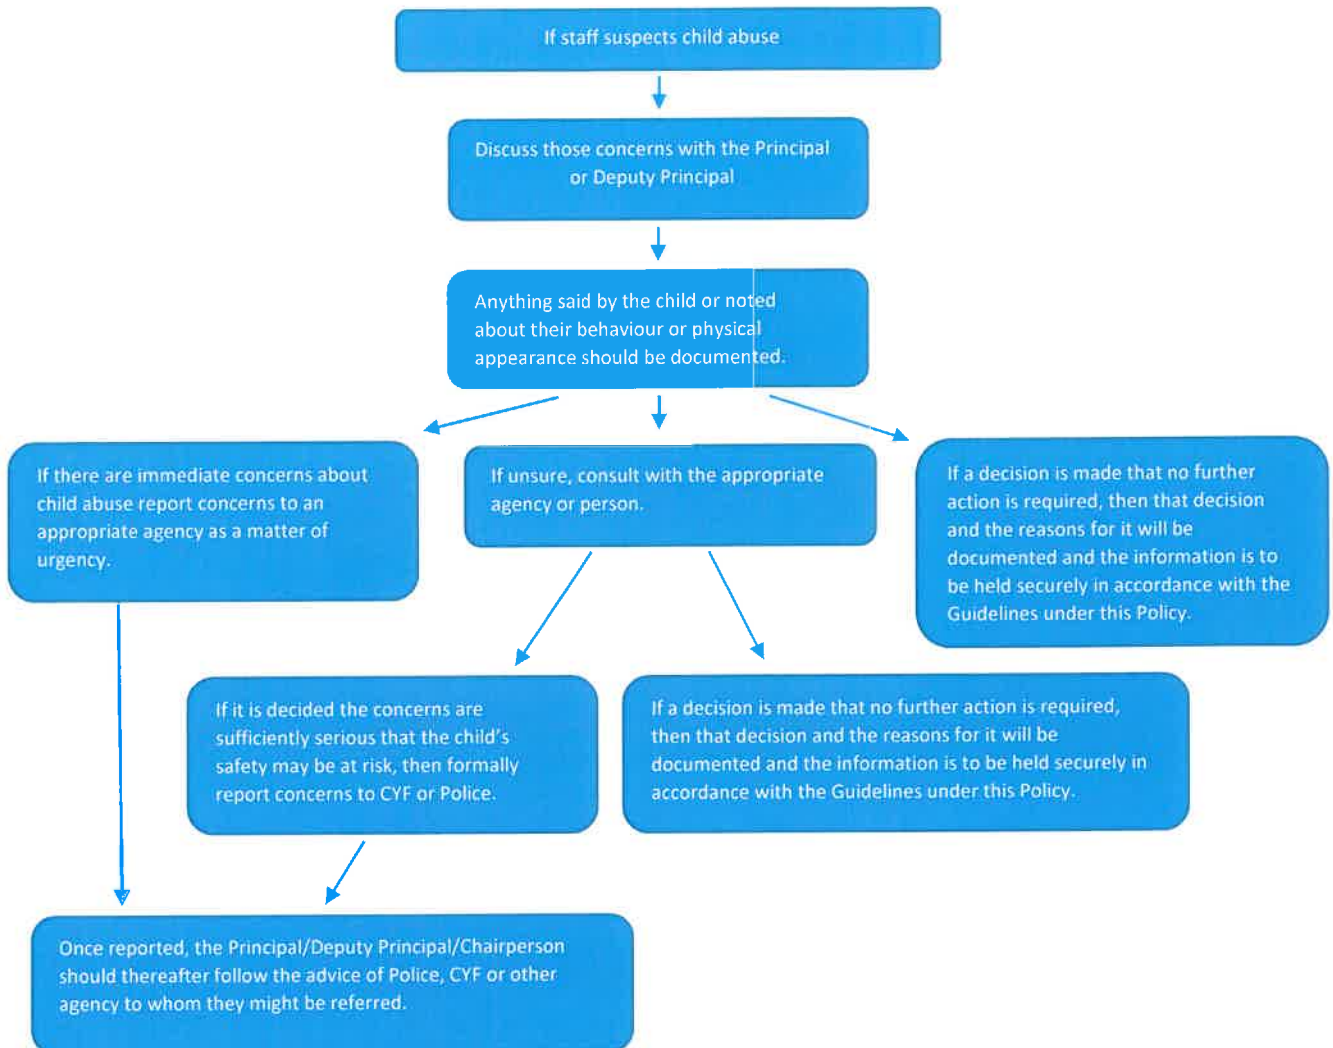 If staff suspects child abuse
Discuss those concerns with the Principal
or Deputy Principal
Anything said by the child or noted
about their behaviour or physical
appearance should be documented.
If there are immediate concerns about
child abuse report concerns to an
appropriate agency as a matter of
urgency.
If unsure, consult with the appropriate
agency or person.
If a decision is made that no further
action is required, then that decision
and the reasons for it will be
documented and the information is to
be held securely in accordance with the
Guidelines under this Policy.
If it is decided the concerns are
sufficiently serious that the child's
safety may be at risk, then formally
report concerns to CYF or Police.
If a decision is made that no further action is required,
then that decision and the reasons for it will be
documented and the information is to be held securely in
accordance with the Guidelines under this Policy.
Once reported, the Principal/Deputy Principal/Chairperson
should thereafter follow the advice of Police, CYF or other
agency to whom they might be referred.